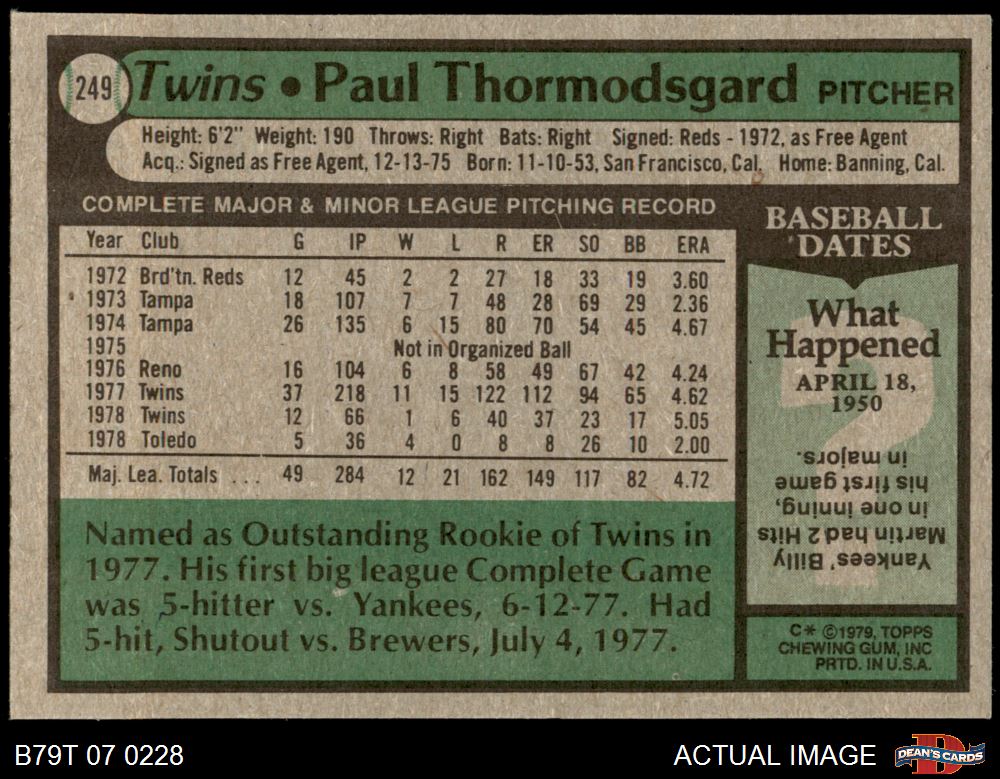 249 Twins • Paul Thormodsgard PITCHER
Height: 6'2" Weight: 190 Throws: Right Bats: Right Signed: Reds - 1972, as Free Agent
Acq.: Signed as Free Agent, 12-13-75 Born: 11-10-53, San Francisco, Cal. Home: Banning, Cal.
COMPLETE MAJOR & MINOR LEAGUE PITCHING RECORD
Year Club G IP W L R ER SO BB ERA
1972 Brd'tn. Reds 12 45 2 2 27 18 33 19 3.60
1973 Tampa 18 107 7 7 48 28 69 29 2.36
1974 Tampa 26 135 6 15 80 70 54 45 4.67
1975 Not in Organized Ball
1976 Reno 16 104 6 8 58 49 67 42 4.24
1977 Twins 37 218 11 15 122 112 94 65 4.62
1978 Twins 12 66 1 6 40 37 23 17 5.05
1978 Toledo 5 36 4 0 8 8 26 10 2.00
Maj. Lea. Totals ... 49 284 12 21 162 149 117 82 4.72
Named as Outstanding Rookie of Twins in
1977. His first big league Complete Game
was 5-hitter vs. Yankees, 6-12-77. Had
5-hit, Shutout vs. Brewers, July 4, 1977.
BASEBALL
DATES
What
Happened
APRIL 18,
1950
Yankees' Billy
Martin had 2 Hits
in one inning,
his first game
in majors.
C* ©1979, TOPPS
CHEWING GUM, INC
PRTD. IN U.S.A.
B79T 07 0228 ACTUAL IMAGE DEAN'S CARDS